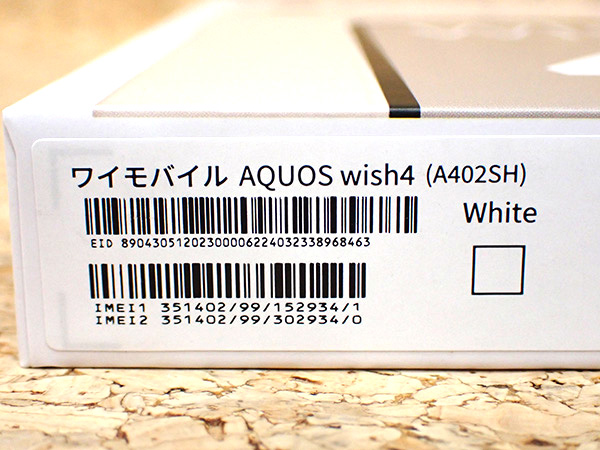 ワイモバイル AQUOS wish4 (A402SH)
White
EID 89043051202300006224032338968463
IMEI1 351402/99/152934/1
IMEI2 351402/99/302934/0